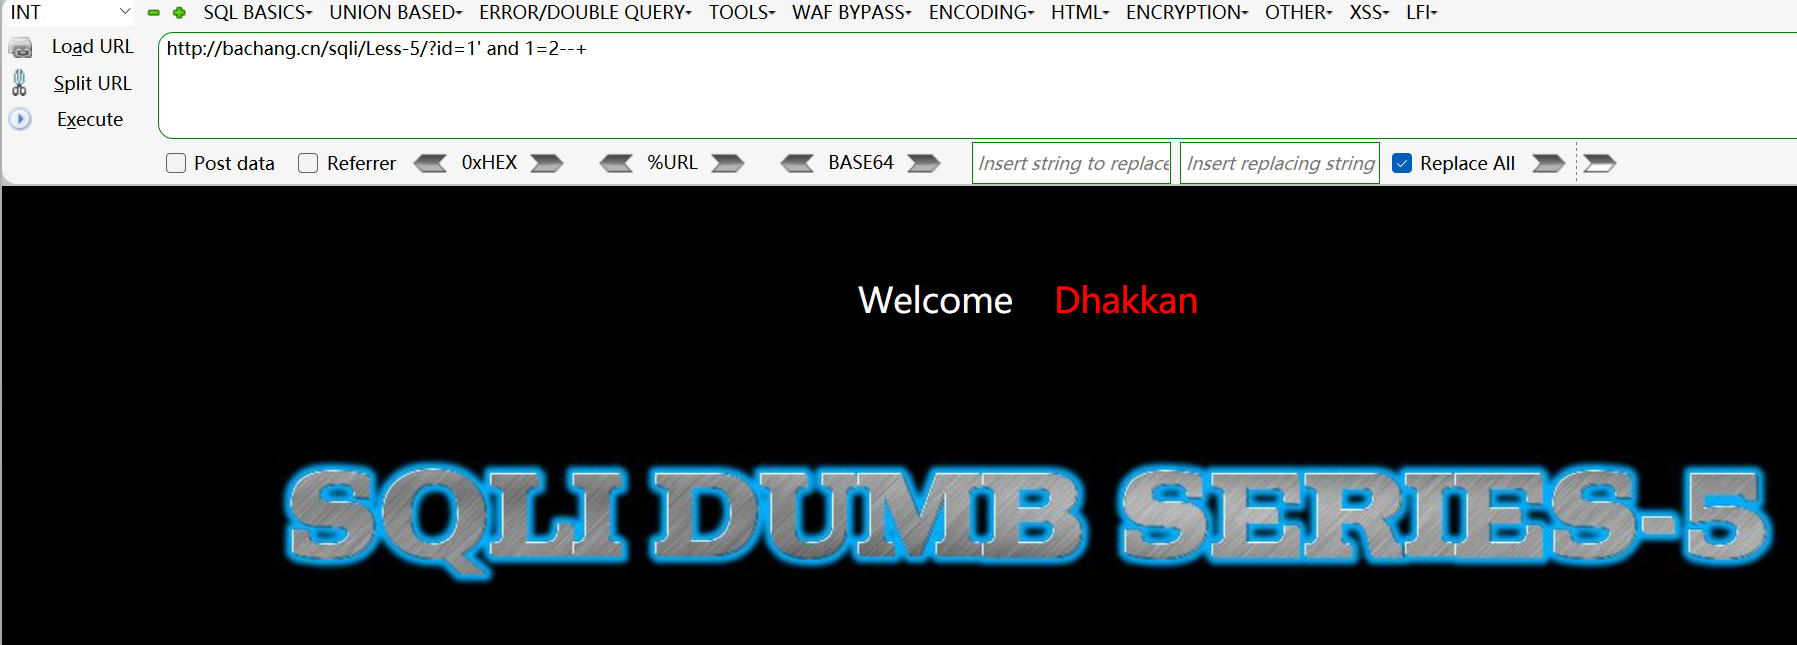 INT SQL BASICS UNION BASED ERROR/DOUBLE QUERY TOOLS WAF BYPASS ENCODING HTML ENCRYPTION OTHER XSS LFI
Load URL http://bachang.cn/sqli/Less-5/?id=1' and 1=2--+
Split URL
Execute
Post data Referrer 0xHEX %URL BASE64 Insert string to replace Insert replacing string Replace All
Welcome Dhakkan
SQLI DUMB SERIES-5